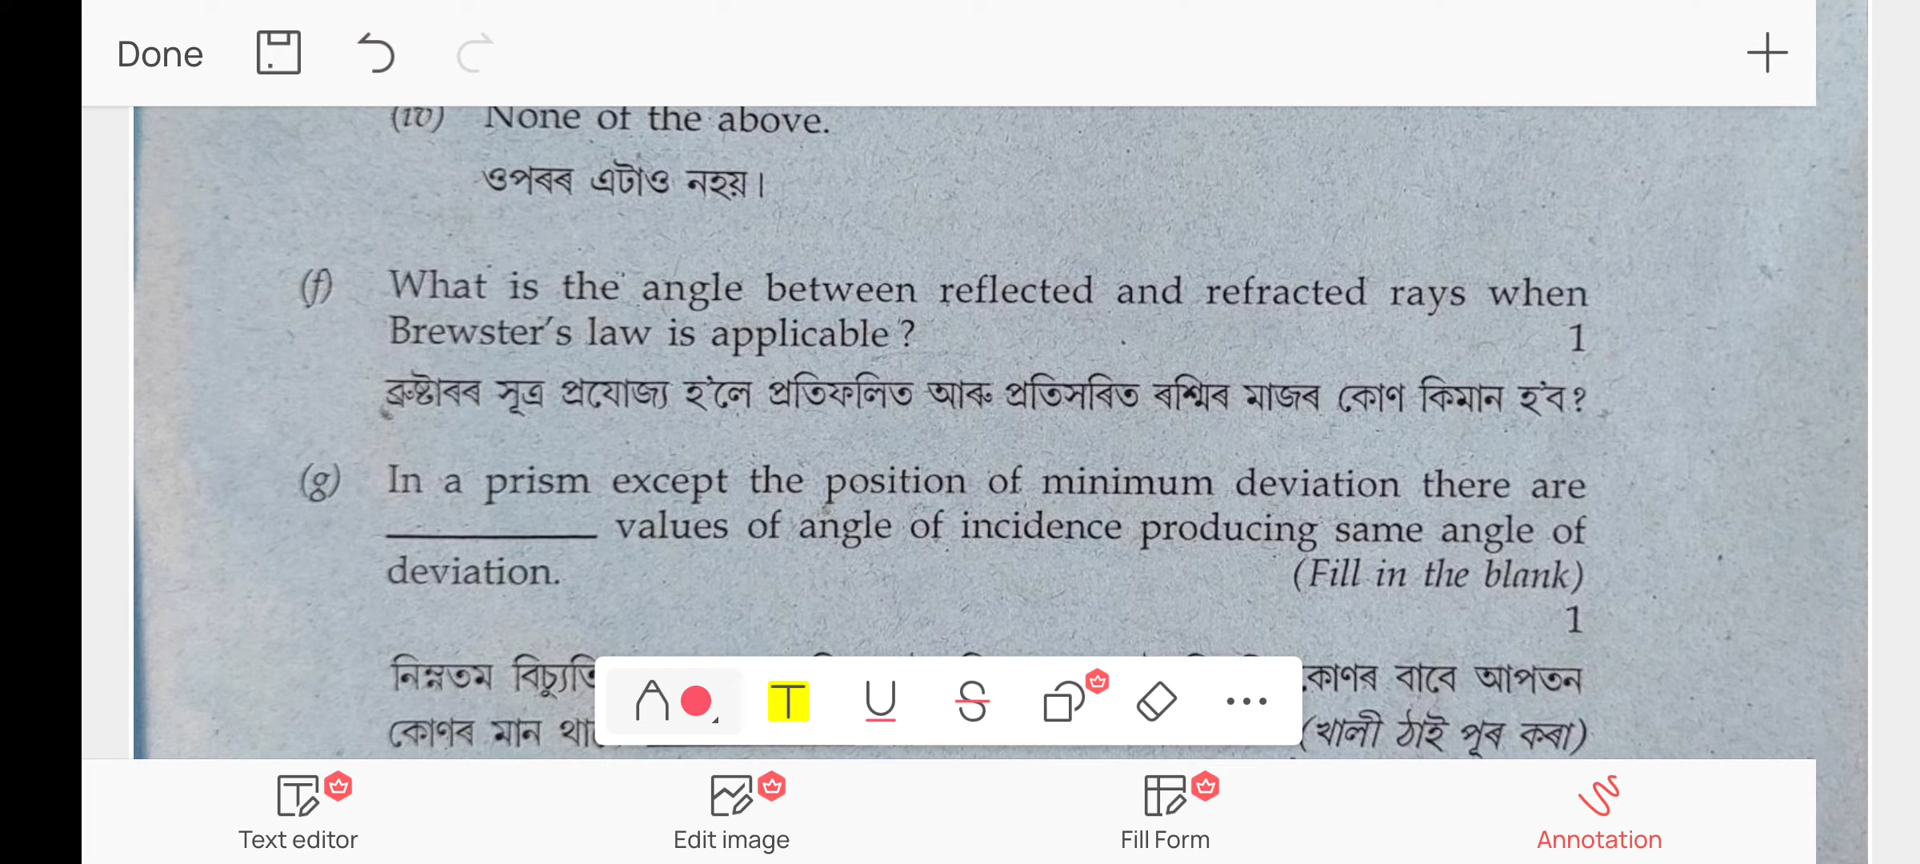 Done
(iv) None of the above.
ওপৰৰ এটাও নহয়।
(f) What is the angle between reflected and refracted rays when
Brewster's law is applicable ? 1
ব্ৰুষ্টাৰৰ সূত্ৰ প্ৰযোজ্য হ'লে প্ৰতিফলিত আৰু প্ৰতিসৰিত ৰশ্মিৰ মাজৰ কোণ কিমান হ'ব?
(g) In a prism except the position of minimum deviation there are
__________ values of angle of incidence producing same angle of
deviation. (Fill in the blank)
1
নিম্নতম কোণৰ বাবে আপতন
কোণৰ মান (খালী ঠাই পূৰ কৰা)
Text editor
Edit image
Fill Form
Annotation